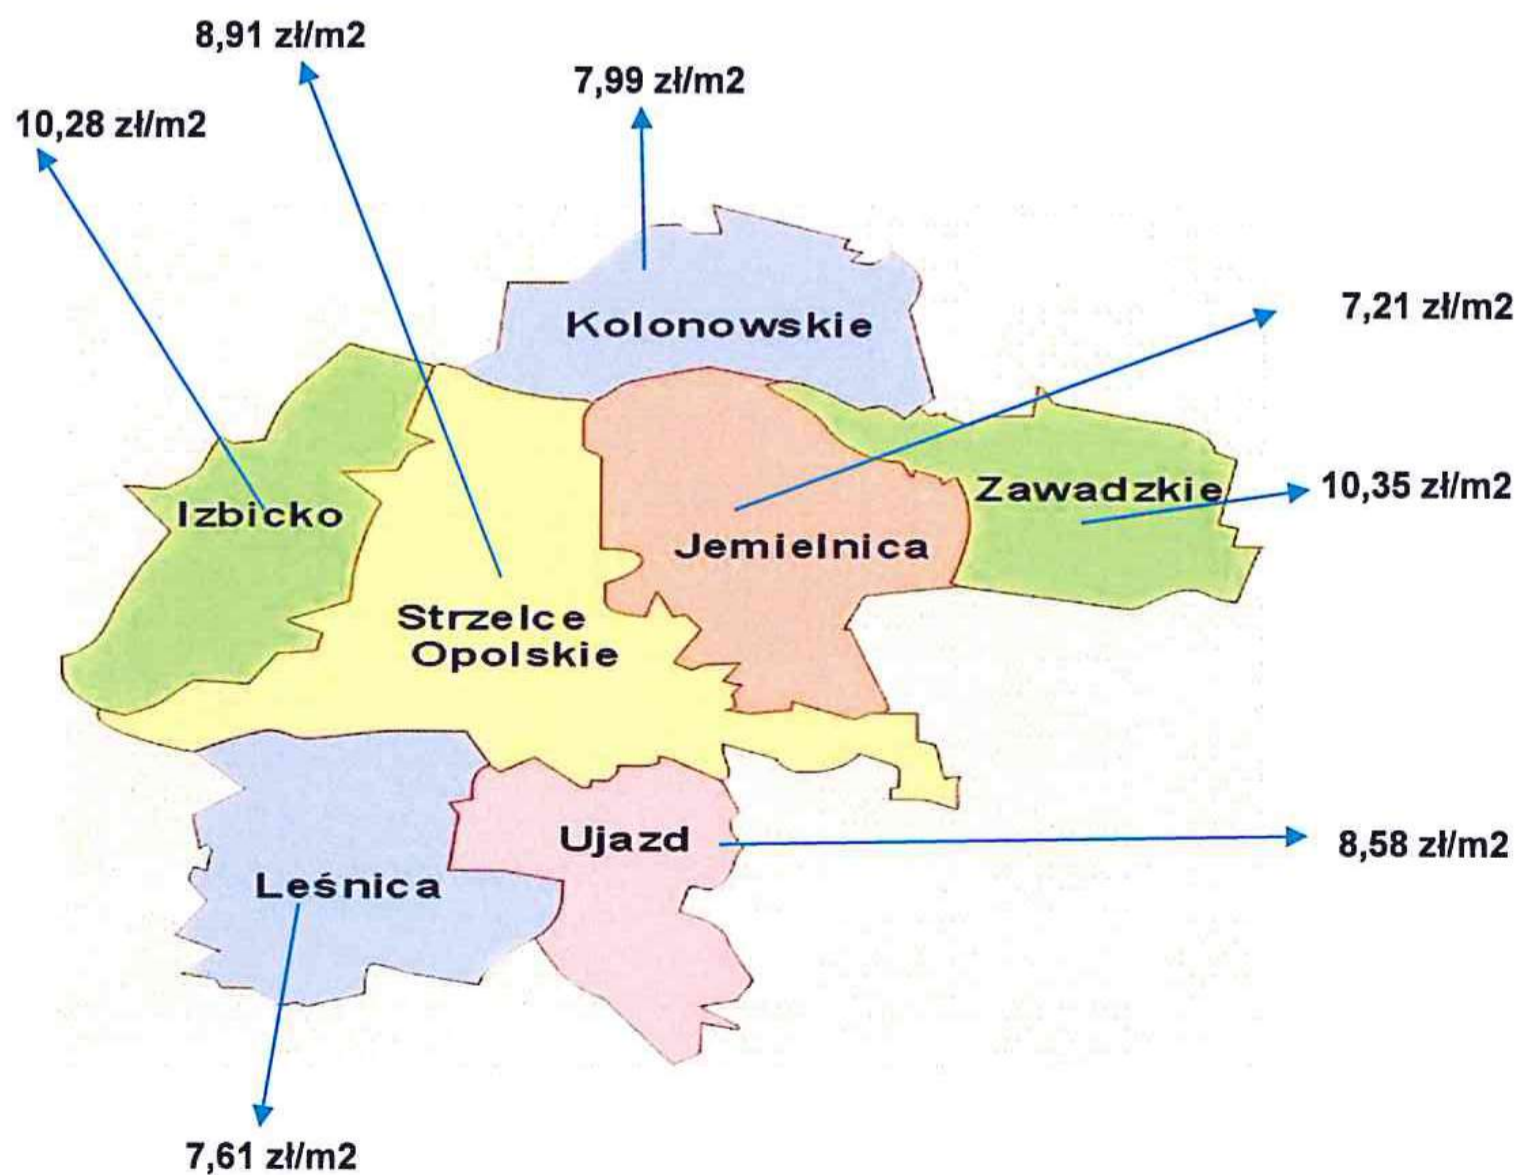 8,91 zł/m2
7,99 zł/m2
10,28 zł/m2
Kolonowskie
7,21 zł/m2
Zawadzkie
10,35 zł/m2
Izbicko
Jemielnica
Strzelce
Opolskie
Ujazd
8,58 zł/m2
Leśnica
7,61 zł/m2